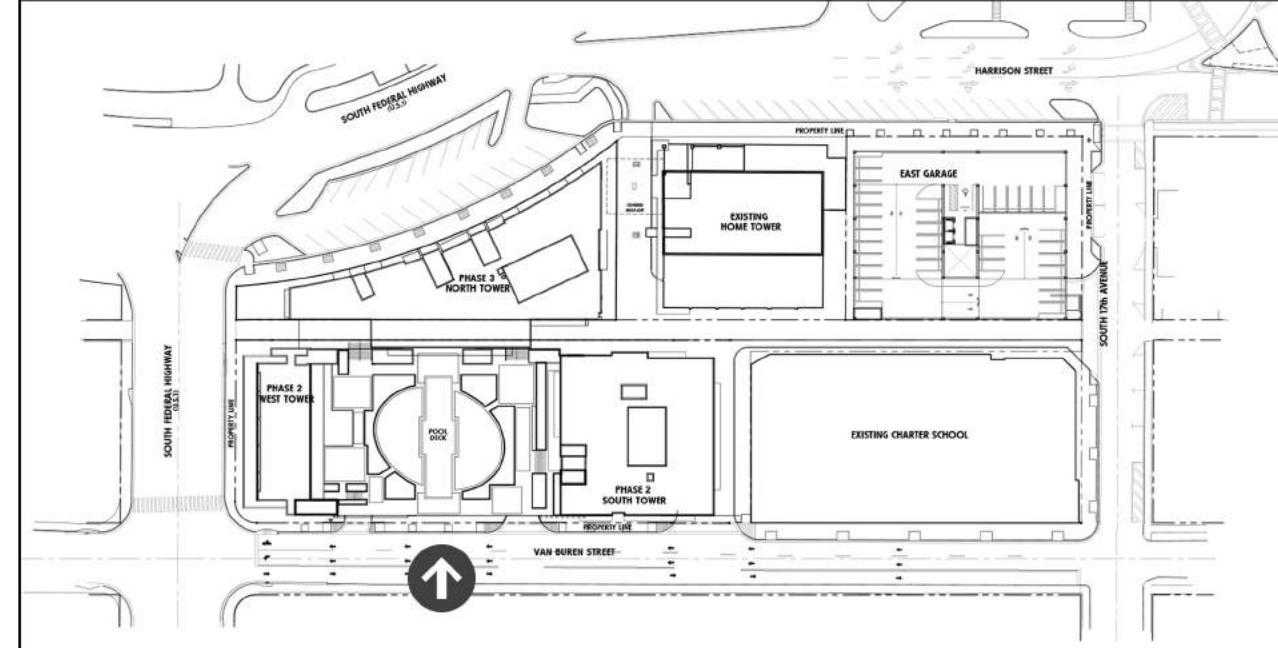 HARRISON STREET
SOUTH FEDERAL HIGHWAY
(U.S.1)
PROPERTY LINE
EAST GARAGE
PROPERTY LINE
EXISTING
HOME TOWER
PHASE 3
NORTH TOWER
SOUTH 17th AVENUE
SOUTH FEDERAL HIGHWAY
(U.S.1)
PROPERTY LINE
PHASE 2
WEST TOWER
POOL
DECK
EXISTING CHARTER SCHOOL
PHASE 2
SOUTH TOWER
PROPERTY LINE
VAN BUREN STREET